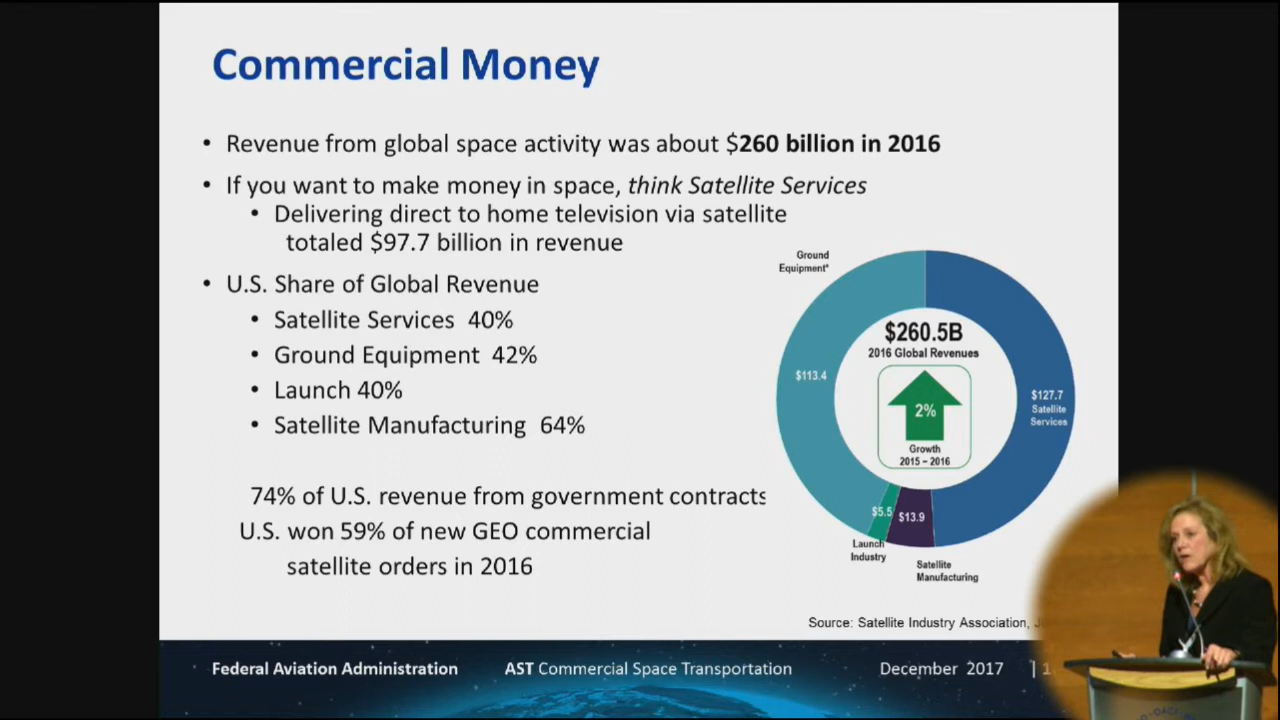 Commercial Money
• Revenue from global space activity was about $260 billion in 2016
• If you want to make money in space, think Satellite Services
• Delivering direct to home television via satellite
totaled $97.7 billion in revenue
• U.S. Share of Global Revenue
• Satellite Services 40%
• Ground Equipment 42%
• Launch 40%
• Satellite Manufacturing 64%
74% of U.S. revenue from government contracts
U.S. won 59% of new GEO commercial
satellite orders in 2016
Ground
Equipment*
$260.5B
2016 Global Revenues
$113.4
2%
$127.7
Satellite
Services
Growth
2015 – 2016
$5.5
$13.9
Launch
Industry
Satellite
Manufacturing
Source: Satellite Industry Association,
Federal Aviation Administration AST Commercial Space Transportation December 2017 | 1